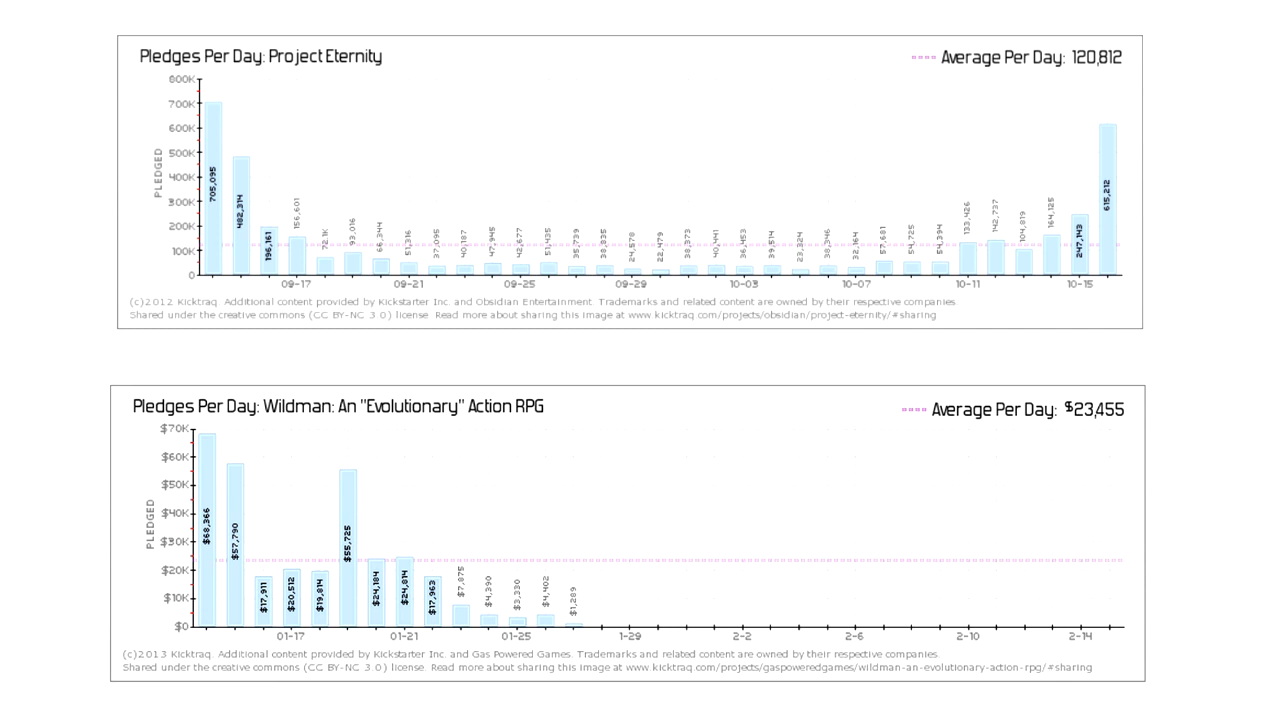 Pledges Per Day: Project Eternity
Average Per Day: 120,812
800K
700K
600K
500K
400K
300K
200K
100K
0
PLEDGED
705,095
482,314
196,161
156,601
72.1K
93,016
66,344
51,316
37,095
40,187
47,945
42,677
51,435
35,739
38,835
24,578
22,479
38,373
40,441
36,453
39,514
23,324
38,346
32,164
57,681
54,725
54,394
133,426
142,737
104,819
164,125
247,143
615,212
09-17
09-21
09-25
09-29
10-03
10-07
10-11
10-15
(c)2012 Kicktraq. Additional content provided by Kickstarter Inc. and Obsidian Entertainment. Trademarks and related content are owned by their respective companies.
Shared under the creative commons (CC BY-NC 3.0) license. Read more about sharing this image at www.kicktraq.com/projects/obsidian/project-eternity/#sharing
Pledges Per Day: Wildman: An "Evolutionary" Action RPG
Average Per Day: $23,455
$70K
$60K
$50K
$40K
$30K
$20K
$10K
$0
PLEDGED
$68,366
$57,790
$17,911
$20,512
$19,814
$55,725
$24,184
$24,814
$17,963
$7,875
$4,390
$3,330
$4,402
$1,289
01-17
01-21
01-25
1-29
2-2
2-6
2-10
2-14
(c)2013 Kicktraq. Additional content provided by Kickstarter Inc. and Gas Powered Games. Trademarks and related content are owned by their respective companies.
Shared under the creative commons (CC BY-NC 3.0) license. Read more about sharing this image at www.kicktraq.com/projects/gaspoweredgames/wildman-an-evolutionary-action-rpg/#sharing